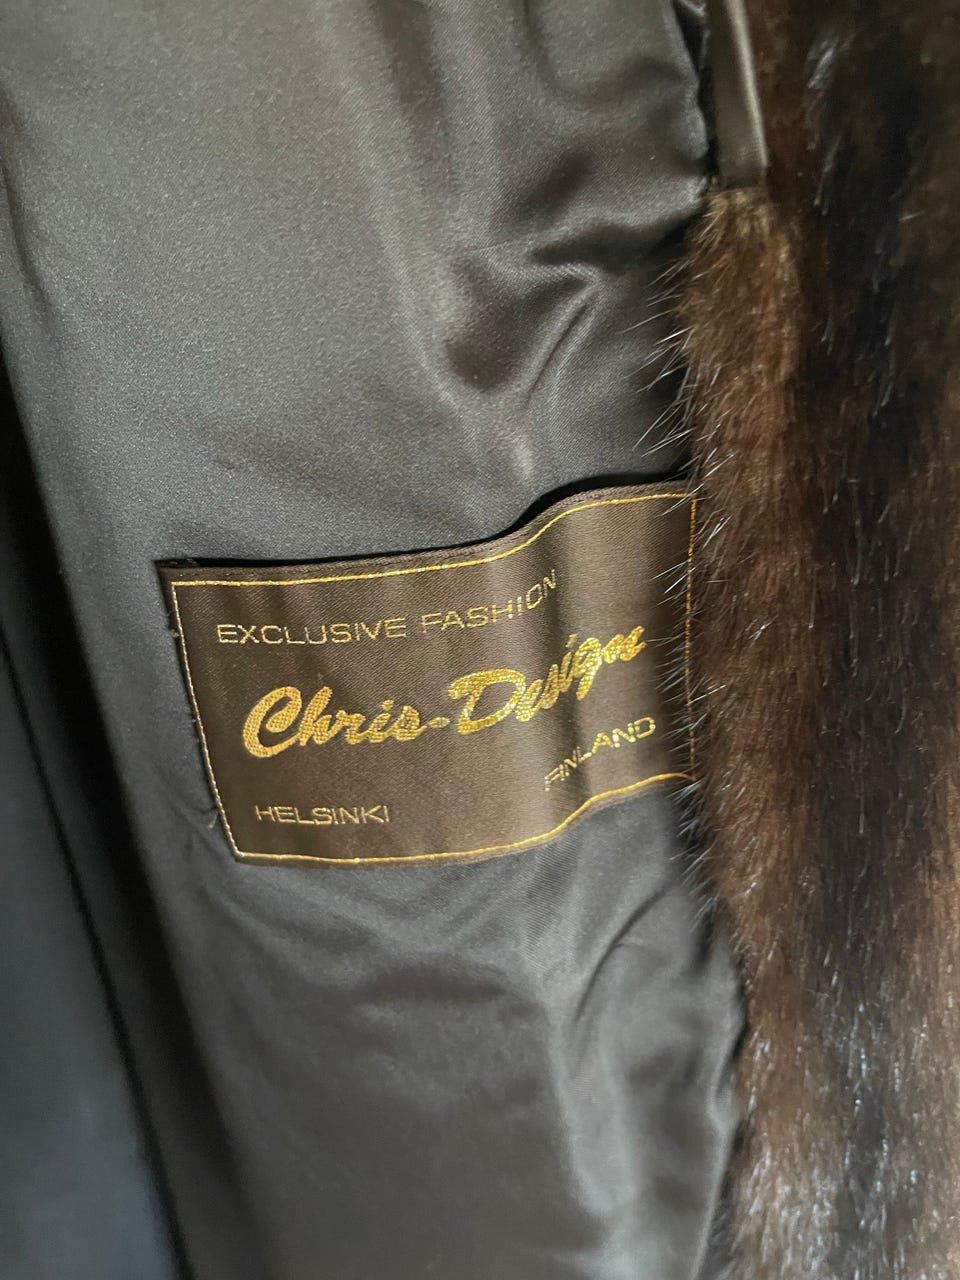 EXCLUSIVE FASHION
Chris-Design
FINLAND
HELSINKI